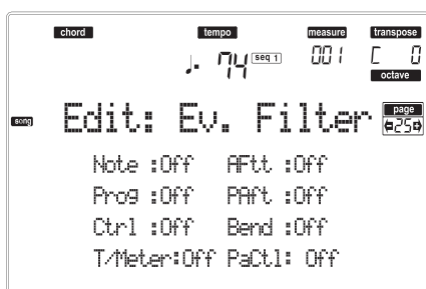 chord tempo measure transpose
♩. 74 seq 1 001 C 0
octave
song Edit: Ev. Filter page
25
Note :Off AFtt :Off
Prog :Off PAft :Off
Ctrl :Off Bend :Off
T/Meter:Off PaCtl: Off